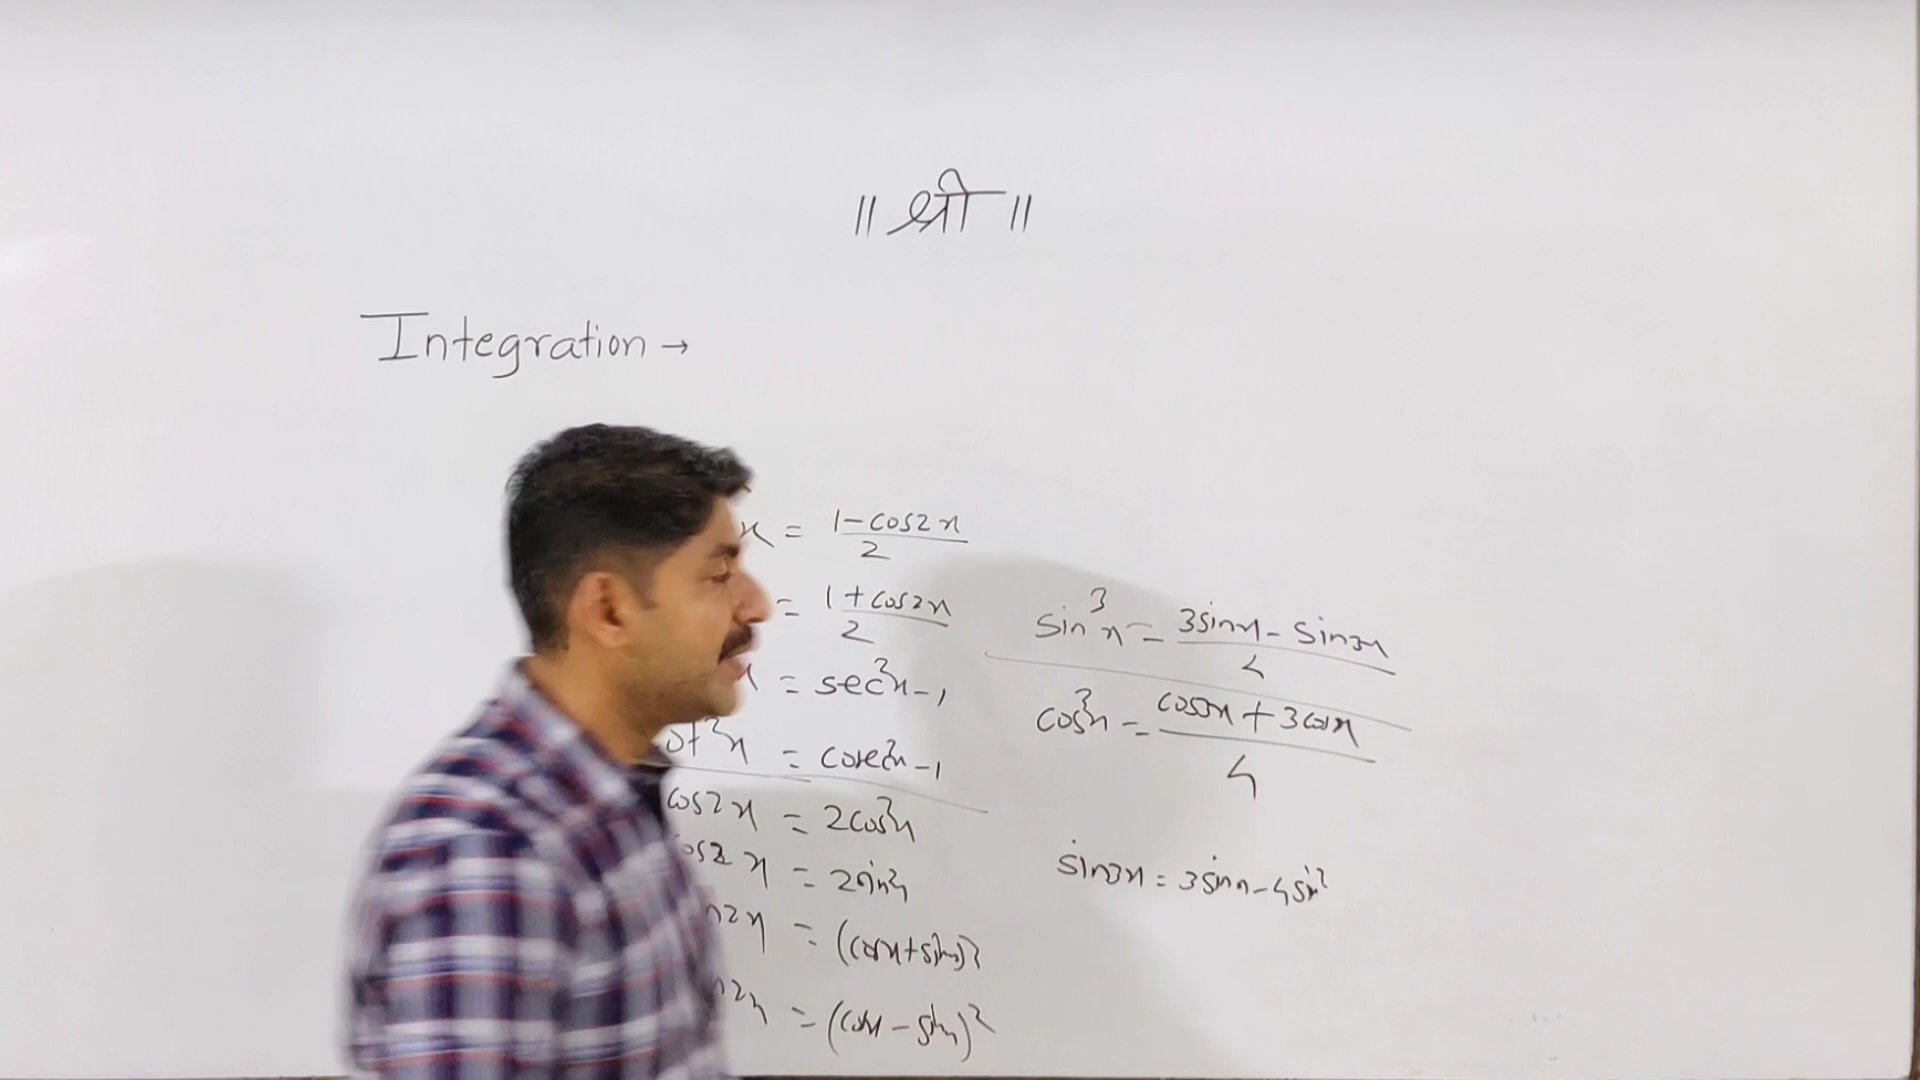 ॥ श्री ॥
Integration →
x = 1-cos2x/2
= 1+cos2x/2
x = sec²x-1
ot²x = cosec²x-1
cos2x = 2cos²x
os2x = 2sin²x
n2x = (cosx+sinx)²
n2x = (cosx-sinx)²
sin³x = 3sinx-sin3x/4
cos³x = cos3x+3cosx/4
sin3x = 3sinx-4si³